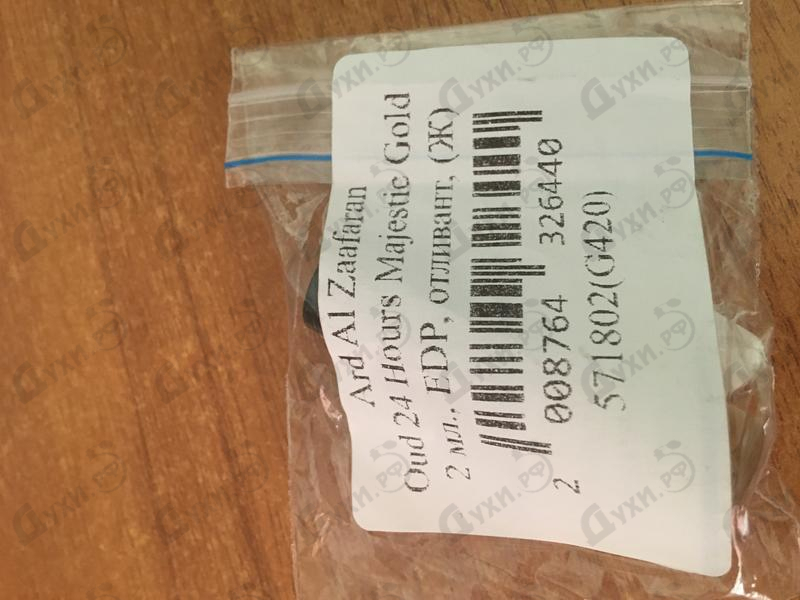 Ard Al Zaafaran
Oud 24 Hours Majestic Gold
2 мл., EDP, отливант, (Ж)
2 008764 326440
571802(G420)
Духи.рф